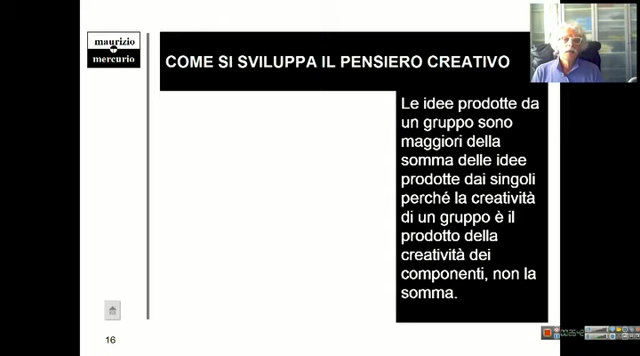 maurizio
mercurio
COME SI SVILUPPA IL PENSIERO CREATIVO
Le idee prodotte da
un gruppo sono
maggiori della
somma delle idee
prodotte dai singoli
perché la creatività
di un gruppo è il
prodotto della
creatività dei
componenti, non la
somma.
16